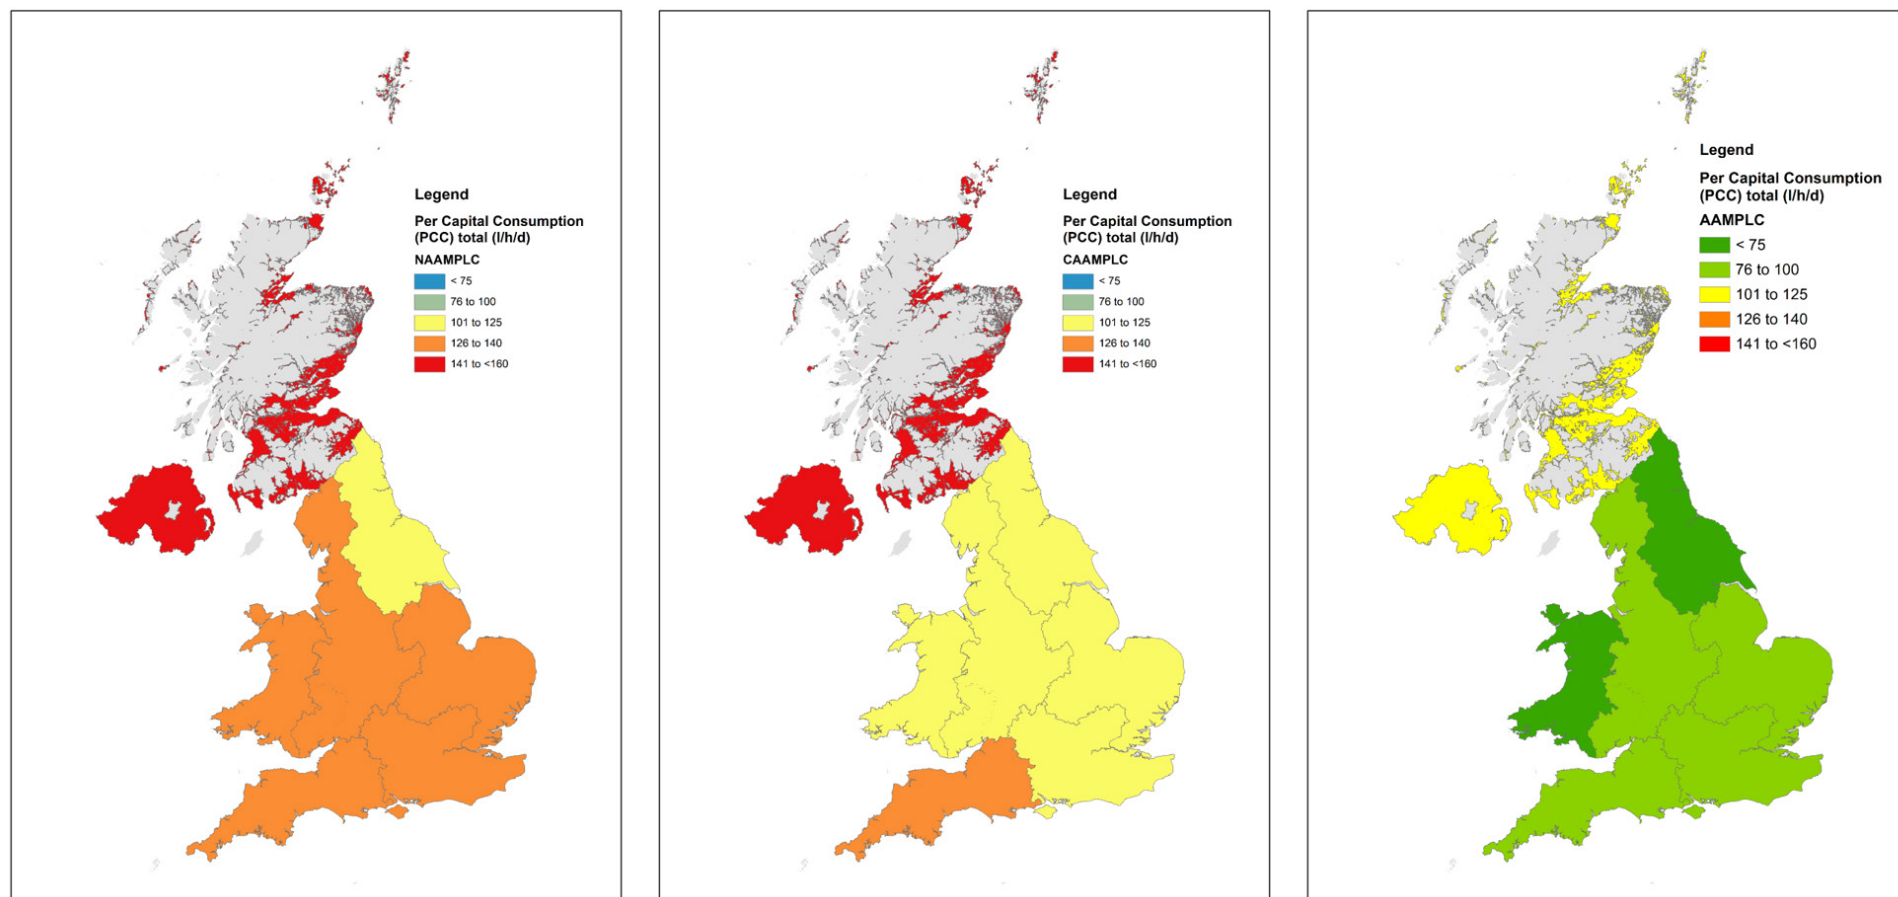 Legend
Per Capital Consumption
(PCC) total (l/h/d)
NAAMPLC
< 75
76 to 100
101 to 125
126 to 140
141 to <160
Legend
Per Capital Consumption
(PCC) total (l/h/d)
CAAMPLC
< 75
76 to 100
101 to 125
126 to 140
141 to <160
Legend
Per Capital Consumption
(PCC) total (l/h/d)
AAMPLC
< 75
76 to 100
101 to 125
126 to 140
141 to <160